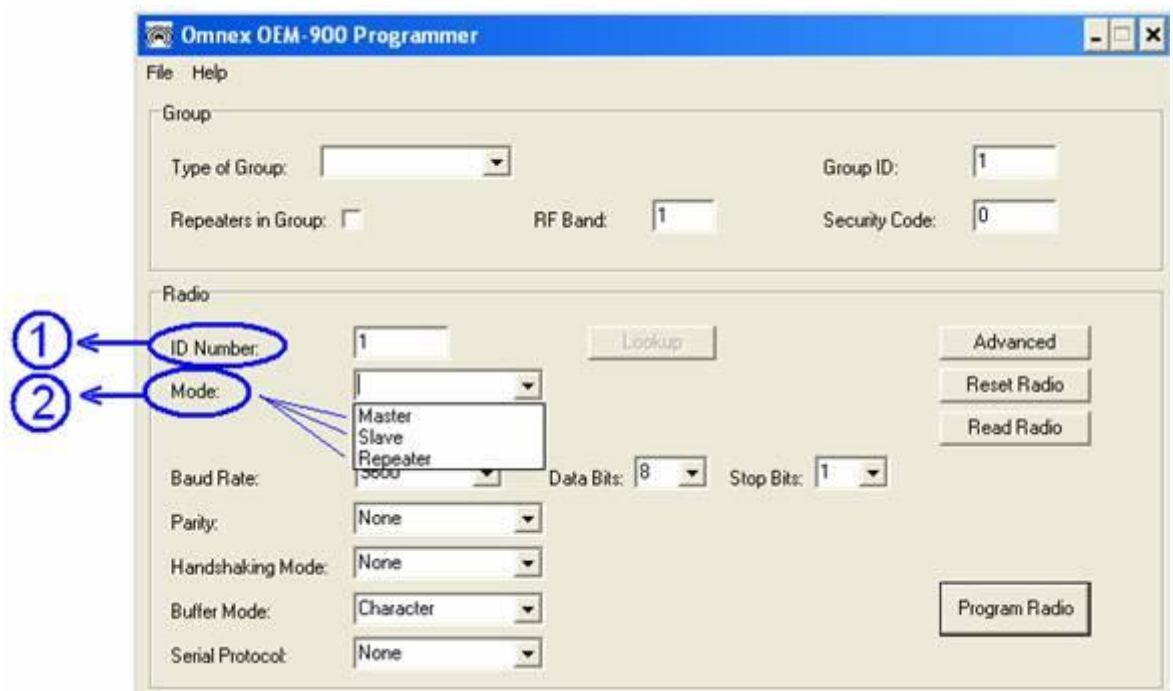 Omnex OEM-900 Programmer
File Help
Group
Type of Group: Group ID: 1
Repeaters in Group: RF Band: 1 Security Code: 0
Radio
1 ID Number: 1 Lookup Advanced
2 Mode: Reset Radio
Master
Slave Read Radio
Repeater
Baud Rate: 9600 Data Bits: 8 Stop Bits: 1
Parity: None
Handshaking Mode: None
Buffer Mode: Character Program Radio
Serial Protocol: None